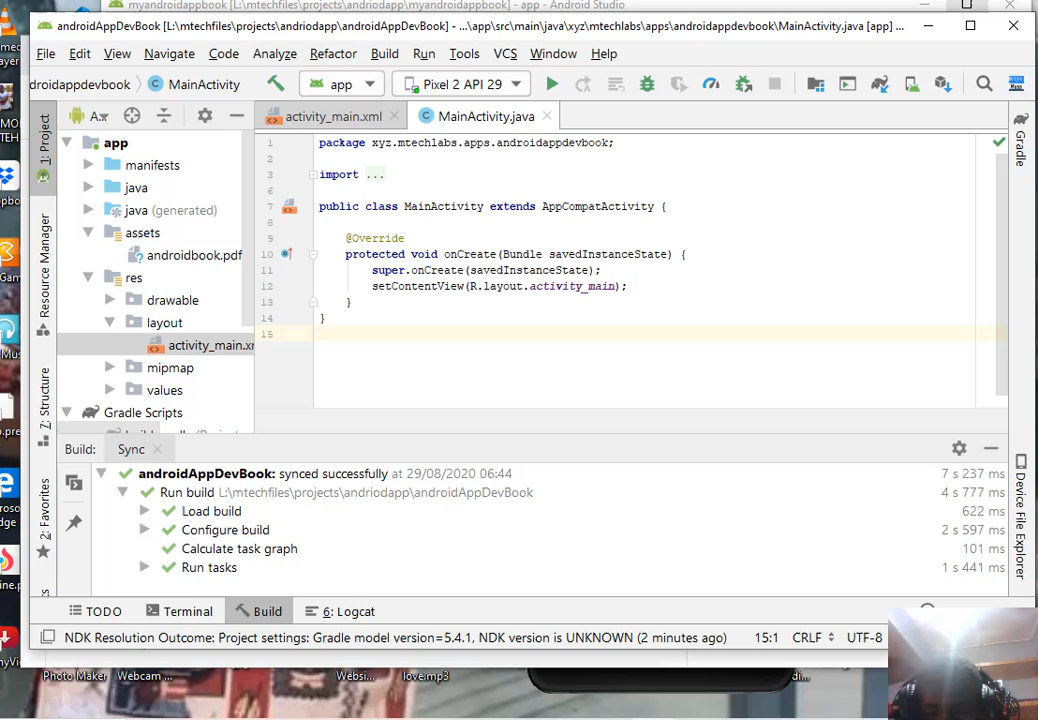 myandroidappbook [L:\mtechfiles\projects\andriodapp\myandroidappbook] - app - Android Studio
androidAppDevBook [L:\mtechfiles\projects\andriodapp\androidAppDevBook] - ...\app\src\main\java\xyz\mtechlabs\apps\androidappdevbook\MainActivity.java [app] ...
File Edit View Navigate Code Analyze Refactor Build Run Tools VCS Window Help
droidappdevbook MainActivity app Pixel 2 API 29
1: Project
A...
activity_main.xml
MainActivity.java
Gradle
app
manifests
java
java (generated)
assets
androidbook.pdf
res
drawable
layout
activity_main.x
mipmap
values
Gradle Scripts
Resource Manager
7: Structure
2: Favorites
1 package xyz.mtechlabs.apps.androidappdevbook;
2
3 import ...
6
7 public class MainActivity extends AppCompatActivity {
8
9 @Override
10 protected void onCreate(Bundle savedInstanceState) {
11 super.onCreate(savedInstanceState);
12 setContentView(R.layout.activity_main);
13 }
14 }
15
Build: Sync
androidAppDevBook: synced successfully at 29/08/2020 06:44 7 s 237 ms
Run build L:\mtechfiles\projects\andriodapp\androidAppDevBook 4 s 777 ms
Load build 622 ms
Configure build 2 s 597 ms
Calculate task graph 101 ms
Run tasks 1 s 441 ms
Device File Explorer
TODO Terminal Build 6: Logcat
NDK Resolution Outcome: Project settings: Gradle model version=5.4.1, NDK version is UNKNOWN (2 minutes ago) 15:1 CRLF UTF-8
Photo Maker Webcam ... Websi... love.mp3 di...